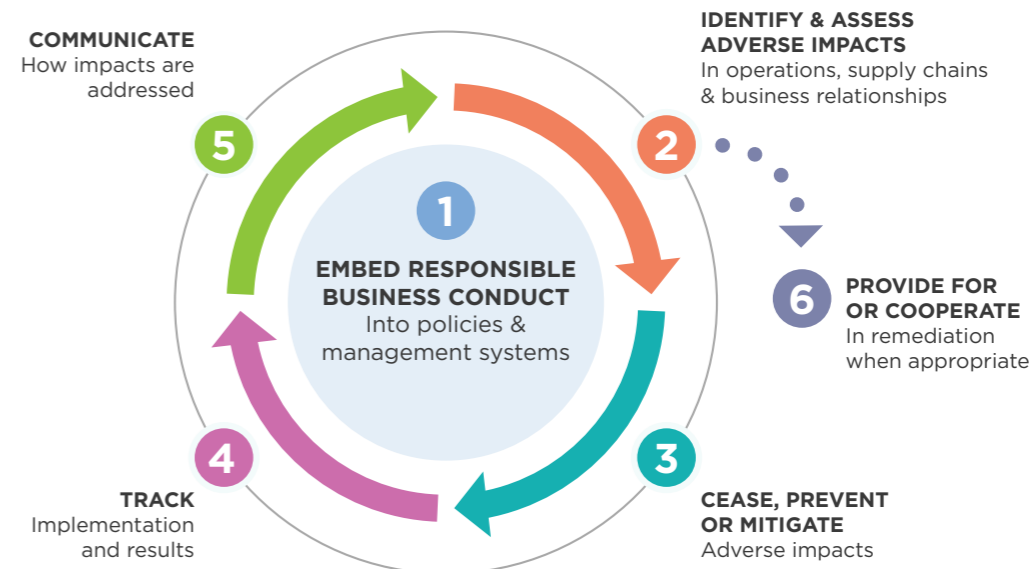 1
EMBED RESPONSIBLE
BUSINESS CONDUCT
Into policies &
management systems
2
IDENTIFY & ASSESS
ADVERSE IMPACTS
In operations, supply chains
& business relationships
3
CEASE, PREVENT
OR MITIGATE
Adverse impacts
4
TRACK
Implementation
and results
5
COMMUNICATE
How impacts are
addressed
6
PROVIDE FOR
OR COOPERATE
In remediation
when appropriate